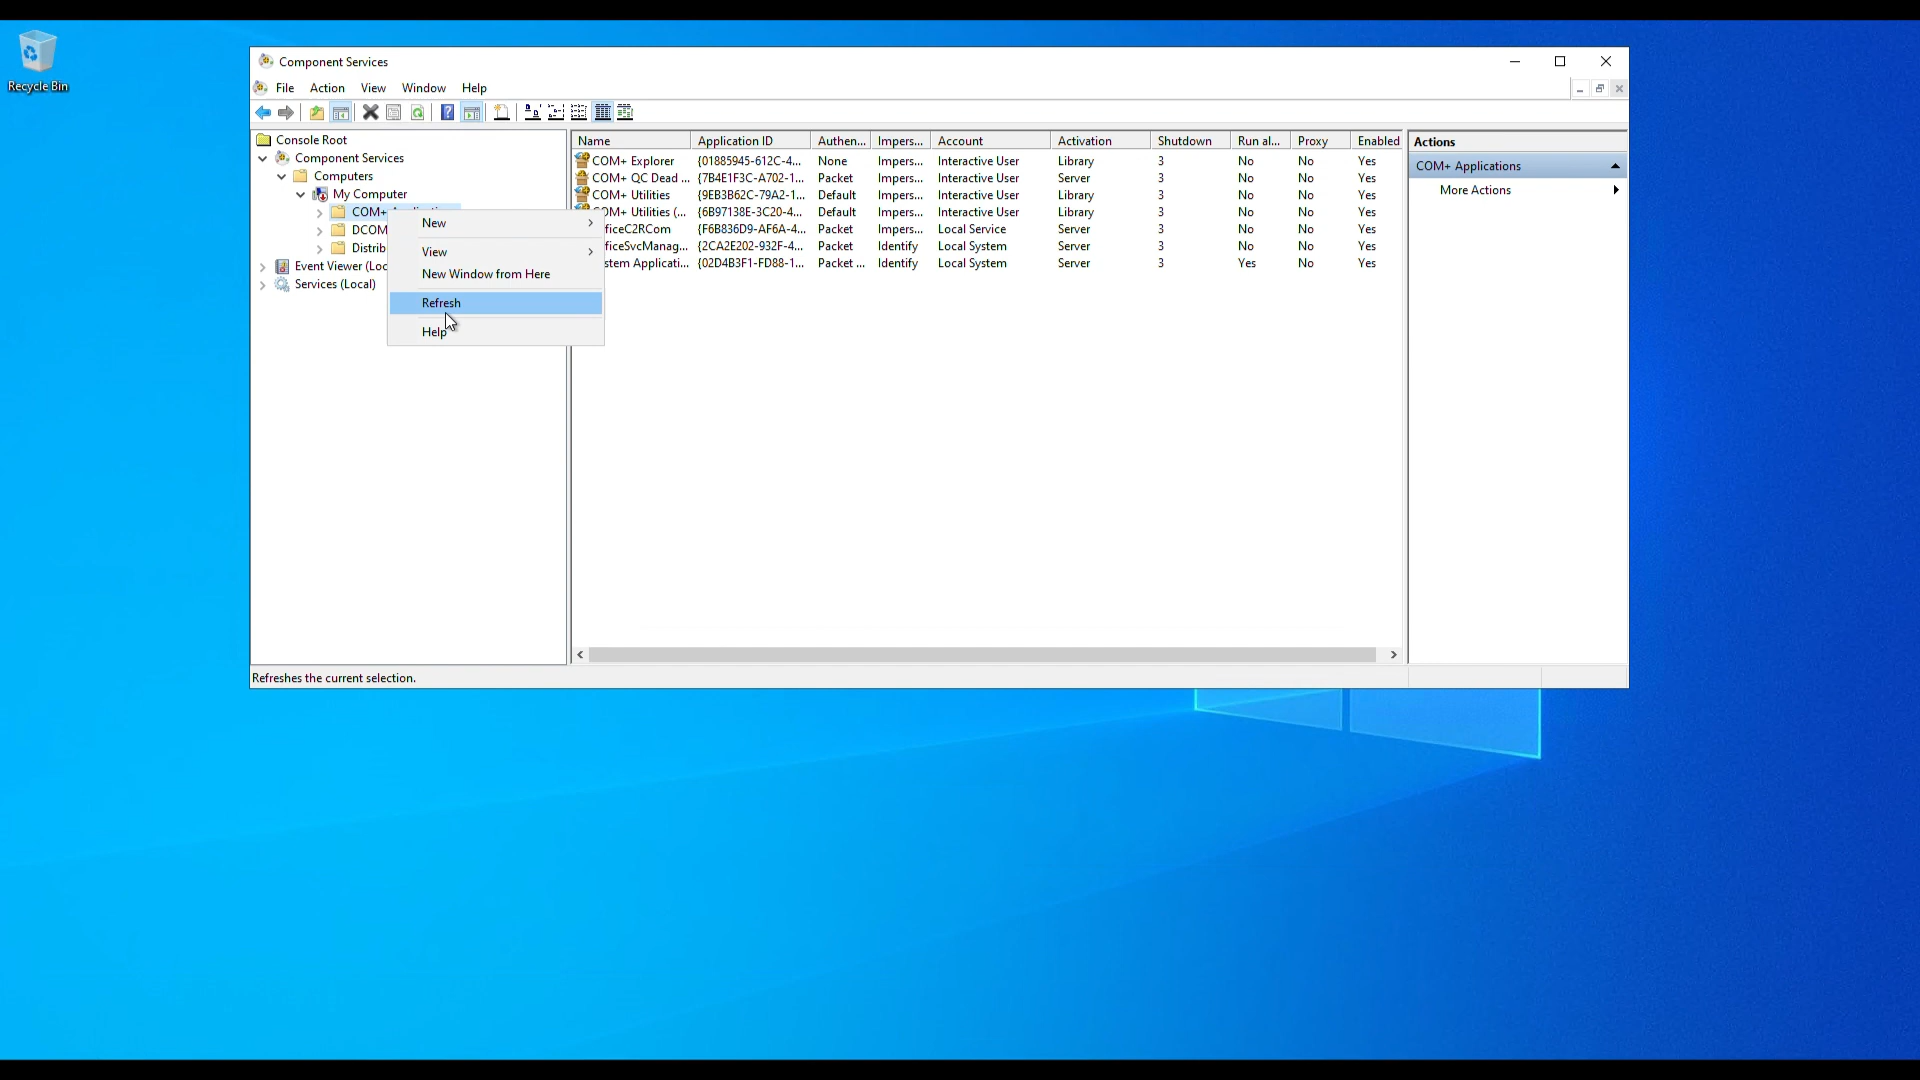 Recycle Bin
Component Services
File Action View Window Help
Console Root
Component Services
Computers
My Computer
COM+
DCOM
Distrib
Event Viewer (Loc
Services (Local)
New
View
New Window from Here
Refresh
Help
Name Application ID Authen... Impers... Account Activation Shutdown Run al... Proxy Enabled
COM+ Explorer {01885945-612C-4... None Impers... Interactive User Library 3 No No Yes
COM+ QC Dead ... {7B4E1F3C-A702-1... Packet Impers... Interactive User Server 3 No No Yes
COM+ Utilities {9EB3B62C-79A2-1... Default Impers... Interactive User Library 3 No No Yes
OM+ Utilities (... {6B97138E-3C20-4... Default Impers... Interactive User Library 3 No No Yes
ficeC2RCom {F6B836D9-AF6A-4... Packet Impers... Local Service Server 3 No No Yes
ficeSvcManag... {2CA2E202-932F-4... Packet Identify Local System Server 3 No No Yes
stem Applicati... {02D4B3F1-FD88-1... Packet ... Identify Local System Server 3 Yes No Yes
Actions
COM+ Applications
More Actions
Refreshes the current selection.